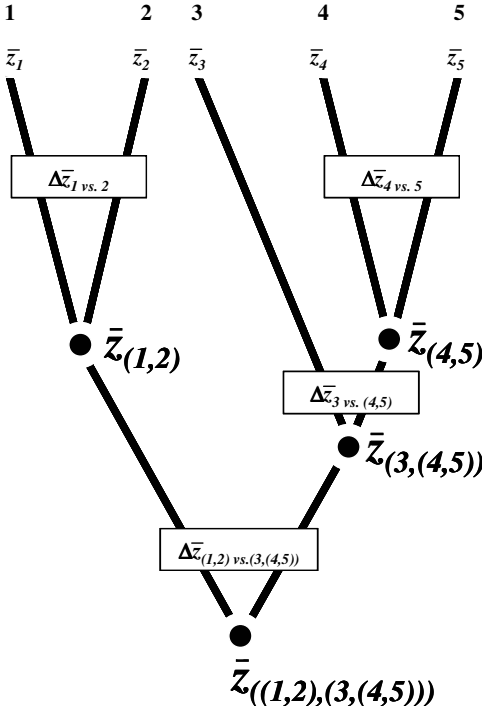 1 2 3 4 5
z̄1 z̄2 z̄3 z̄4 z̄5
Δz̄1 vs. 2 Δz̄4 vs. 5
z̄(1,2) z̄(4,5)
Δz̄3 vs. (4,5)
z̄(3,(4,5))
Δz̄(1,2) vs.(3,(4,5))
z̄((1,2),(3,(4,5)))